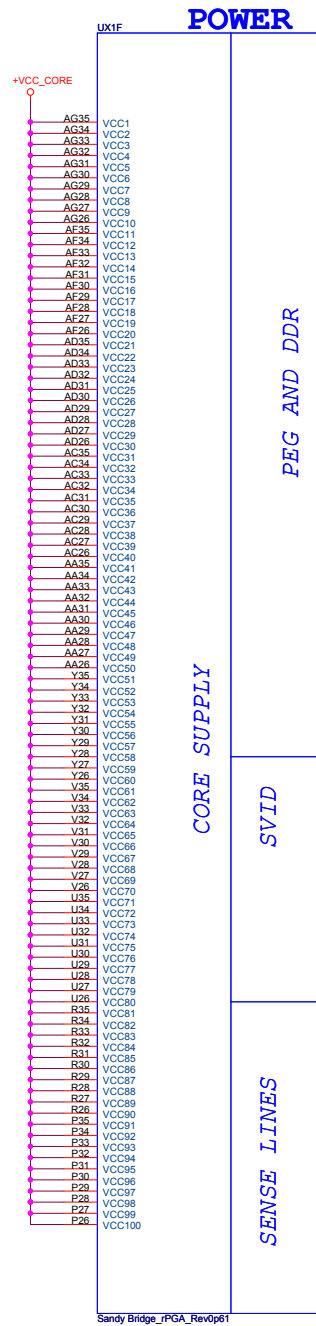 POWER
UX1F
+VCC_CORE
AG35 VCC1
AG34 VCC2
AG33 VCC3
AG32 VCC4
AG31 VCC5
AG30 VCC6
AG29 VCC7
AG28 VCC8
AG27 VCC9
AG26 VCC10
AF35 VCC11
AF34 VCC12
AF33 VCC13
AF32 VCC14
AF31 VCC15
AF30 VCC16
AF29 VCC17
AF28 VCC18
AF27 VCC19
AF26 VCC20
AD35 VCC21
AD34 VCC22
AD33 VCC23
AD32 VCC24
AD31 VCC25
AD30 VCC26
AD29 VCC27
AD28 VCC28
AD27 VCC29
AD26 VCC30
AC35 VCC31
AC34 VCC32
AC33 VCC33
AC32 VCC34
AC31 VCC35
AC30 VCC36
AC29 VCC37
AC28 VCC38
AC27 VCC39
AC26 VCC40
AA35 VCC41
AA34 VCC42
AA33 VCC43
AA32 VCC44
AA31 VCC45
AA30 VCC46
AA29 VCC47
AA28 VCC48
AA27 VCC49
AA26 VCC50
Y35 VCC51
Y34 VCC52
Y33 VCC53
Y32 VCC54
Y31 VCC55
Y30 VCC56
Y29 VCC57
Y28 VCC58
Y27 VCC59
Y26 VCC60
V35 VCC61
V34 VCC62
V33 VCC63
V32 VCC64
V31 VCC65
V30 VCC66
V29 VCC67
V28 VCC68
V27 VCC69
V26 VCC70
U35 VCC71
U34 VCC72
U33 VCC73
U32 VCC74
U31 VCC75
U30 VCC76
U29 VCC77
U28 VCC78
U27 VCC79
U26 VCC80
R35 VCC81
R34 VCC82
R33 VCC83
R32 VCC84
R31 VCC85
R30 VCC86
R29 VCC87
R28 VCC88
R27 VCC89
R26 VCC90
P35 VCC91
P34 VCC92
P33 VCC93
P32 VCC94
P31 VCC95
P30 VCC96
P29 VCC97
P28 VCC98
P27 VCC99
P26 VCC100
CORE SUPPLY
PEG AND DDR
SVID
SENSE LINES
Sandy Bridge_rPGA_Rev0p61